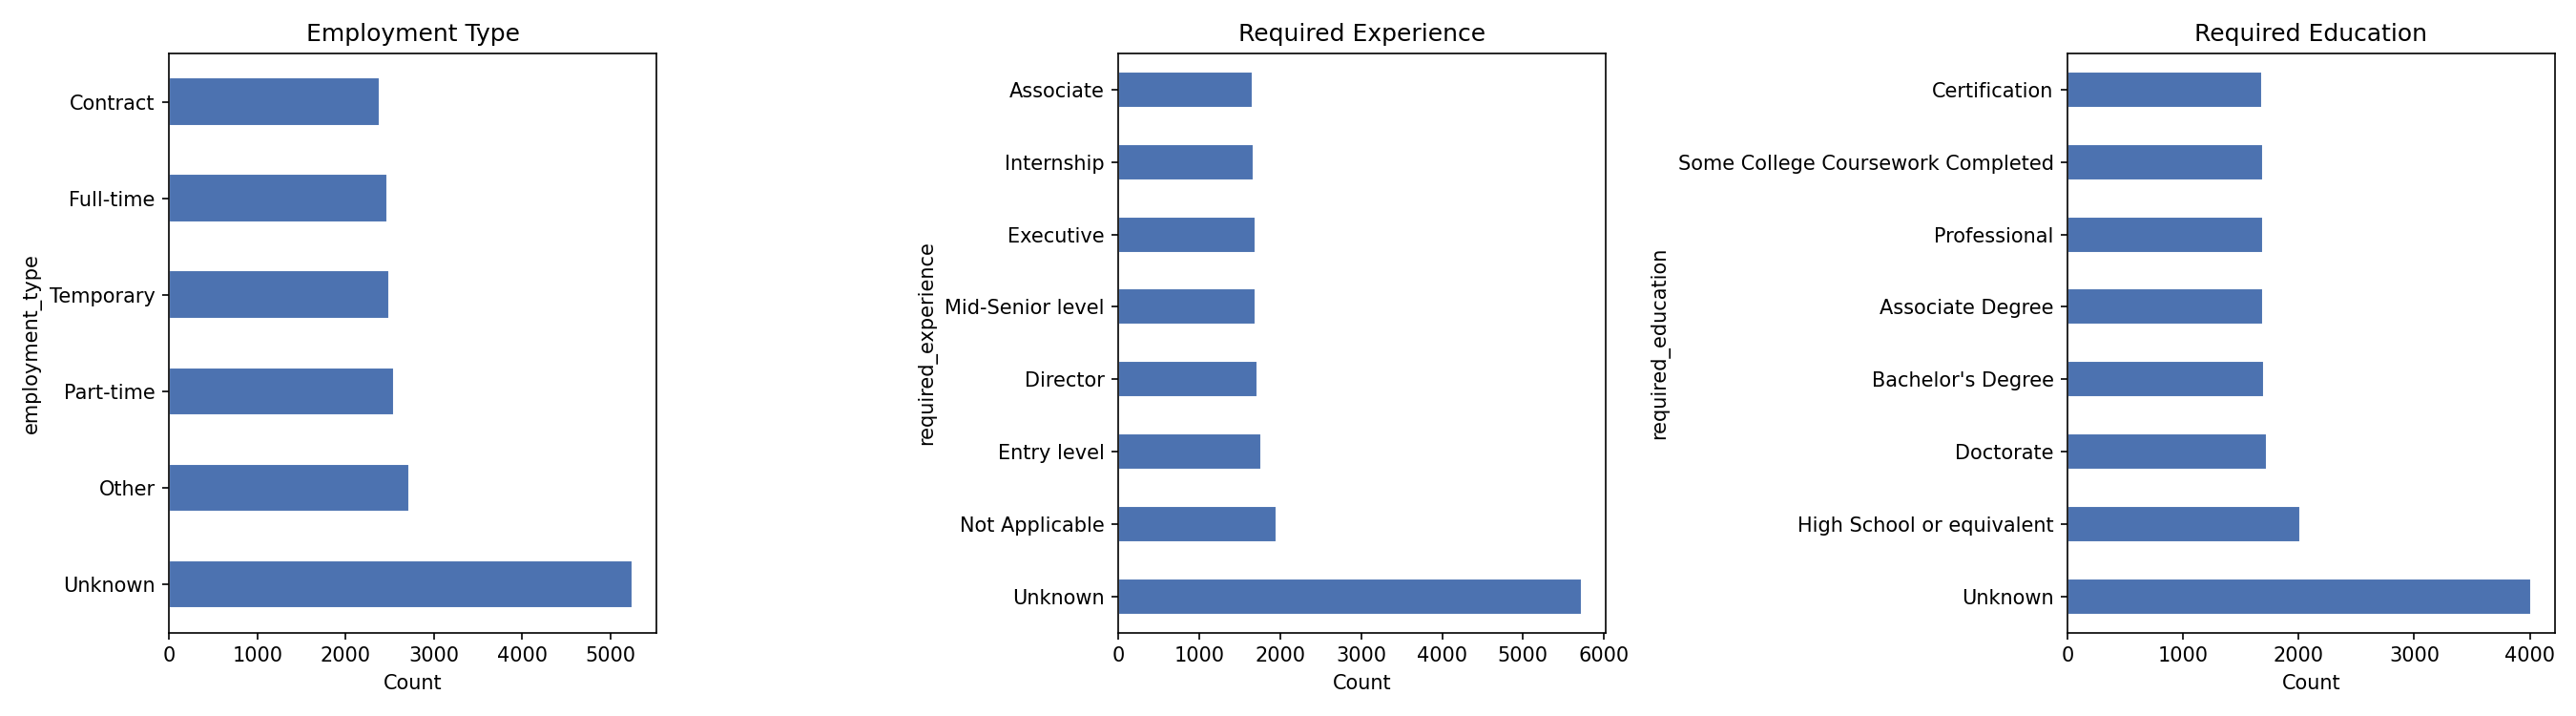 Employment Type
employment_type
Contract
Full-time
Temporary
Part-time
Other
Unknown
0 1000 2000 3000 4000 5000
Count
Required Experience
required_experience
Associate
Internship
Executive
Mid-Senior level
Director
Entry level
Not Applicable
Unknown
0 1000 2000 3000 4000 5000 6000
Count
Required Education
required_education
Certification
Some College Coursework Completed
Professional
Associate Degree
Bachelor's Degree
Doctorate
High School or equivalent
Unknown
0 1000 2000 3000 4000
Count